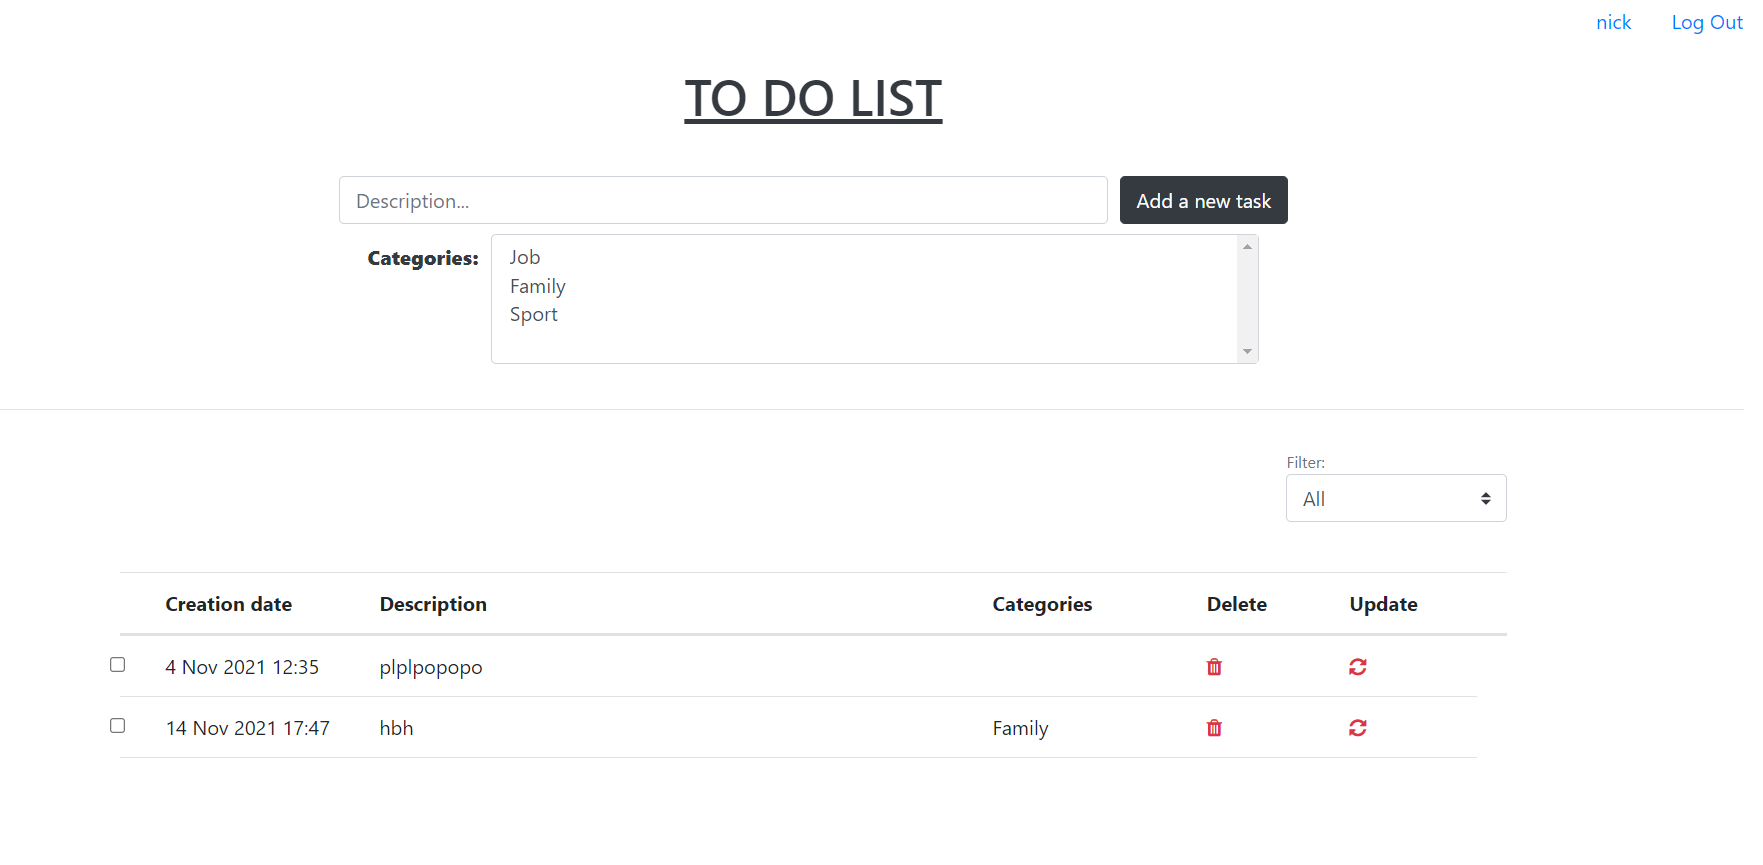 nick Log Out
TO DO LIST
Description... Add a new task
Categories: Job
Family
Sport
Filter:
All
Creation date Description Categories Delete Update
4 Nov 2021 12:35 plplpopopo
14 Nov 2021 17:47 hbh Family